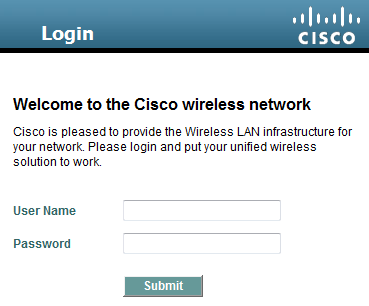 Login
CISCO
Welcome to the Cisco wireless network
Cisco is pleased to provide the Wireless LAN infrastructure for
your network. Please login and put your unified wireless
solution to work.
User Name
Password
Submit